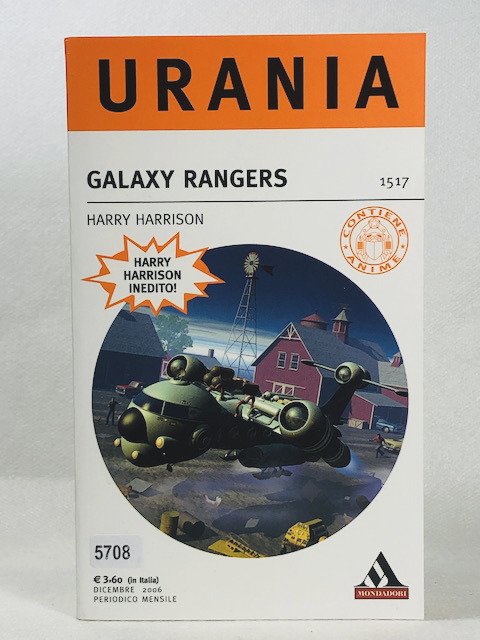 URANIA
GALAXY RANGERS
1517
HARRY HARRISON
CONTIENE
ANIME
HARRY
HARRISON
INEDITO!
5708
€ 3,60 (in Italia)
DICEMBRE 2006
PERIODICO MENSILE
MONDADORI